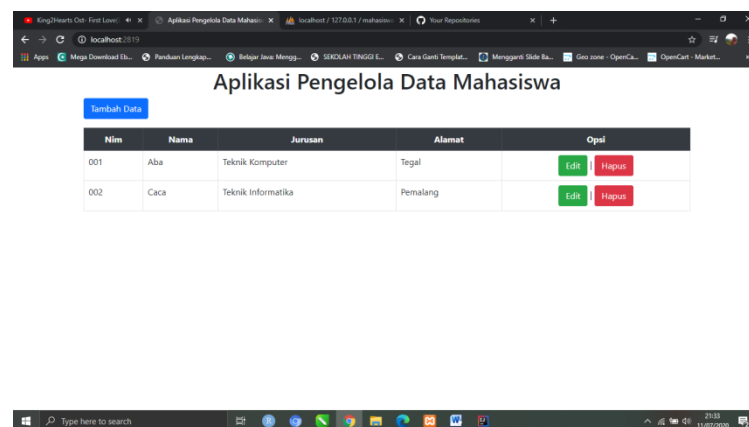 King2Hearts Ost- First Love
Aplikasi Pengelola Data Mahasis
localhost / 127.0.0.1 / mahasisw
Your Repositories
localhost:2819
Apps
Mega Download Eb...
Panduan Lengkap...
Belajar Java: Mengg...
SEKOLAH TINGGI E...
Cara Ganti Templat...
Mengganti Slide Ba...
Geo zone - OpenCa...
OpenCart - Market...
Aplikasi Pengelola Data Mahasiswa
Tambah Data
Nim Nama Jurusan Alamat Opsi
001 Aba Teknik Komputer Tegal Edit | Hapus
002 Caca Teknik Informatika Pemalang Edit | Hapus
Type here to search
21:33
11/07/2020